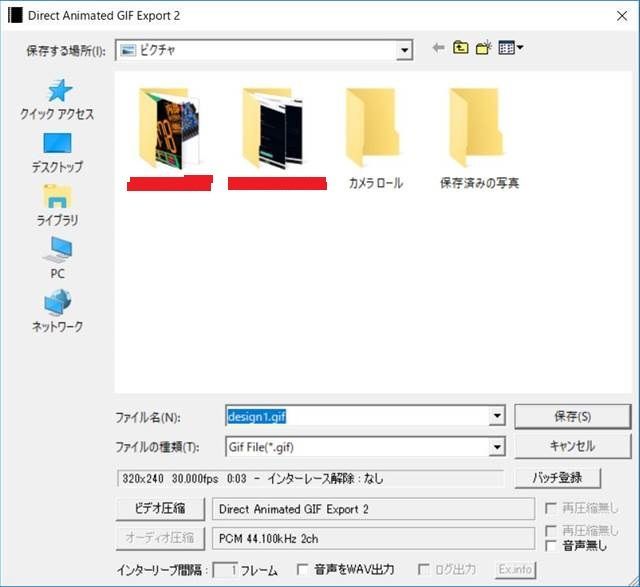 Direct Animated GIF Export 2
保存する場所(I):
ピクチャ
クイック アクセス
デスクトップ
ライブラリ
PC
ネットワーク
カメラ ロール
保存済みの写真
ファイル名(N):
design1.gif
保存(S)
ファイルの種類(T):
Gif File(*.gif)
キャンセル
320x240 30.000fps 0:03 - インターレース解除 : なし
バッチ登録
ビデオ圧縮
Direct Animated GIF Export 2
再圧縮無し
オーディオ圧縮
PCM 44.100kHz 2ch
再圧縮無し
音声無し
インターリーブ間隔 :
1 フレーム
音声をWAV出力
ログ出力
Ex.info